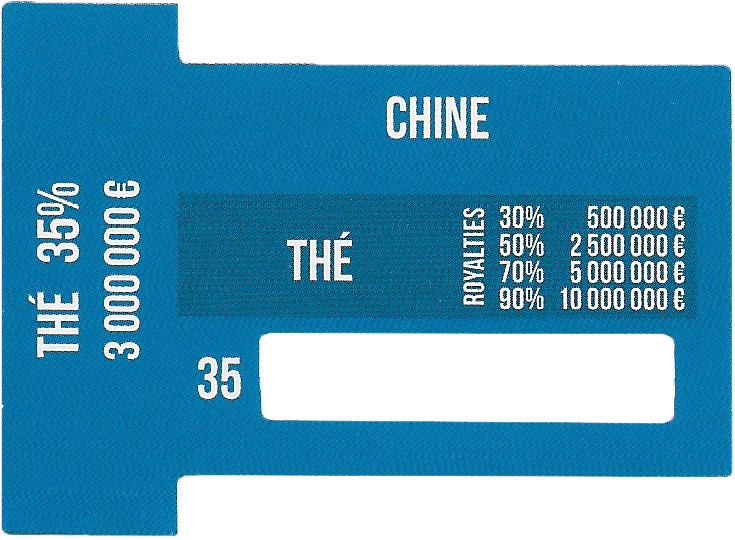 CHINE
THÉ 35%
3 000 000 €
THÉ
ROYALTIES
30% 500 000 €
50% 2 500 000 €
70% 5 000 000 €
90% 10 000 000 €
35